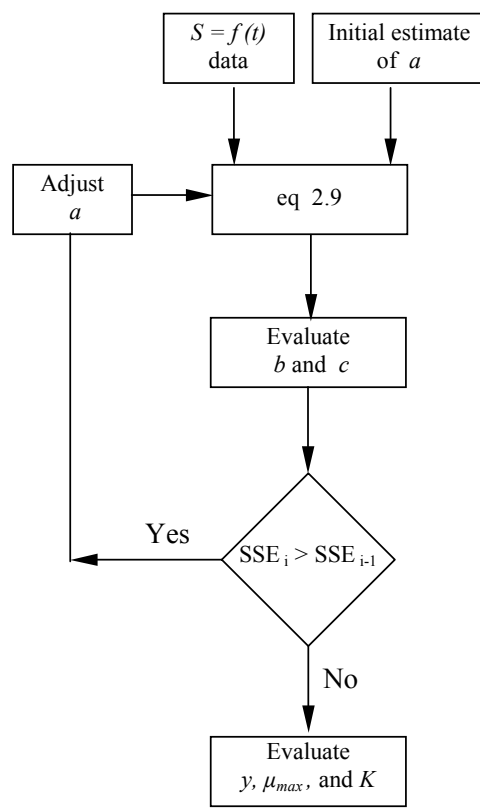 S = f (t)
data
Initial estimate
of a
Adjust
a
eq 2.9
Evaluate
b and c
Yes
SSE i > SSE i-1
No
Evaluate
y, μmax, and K